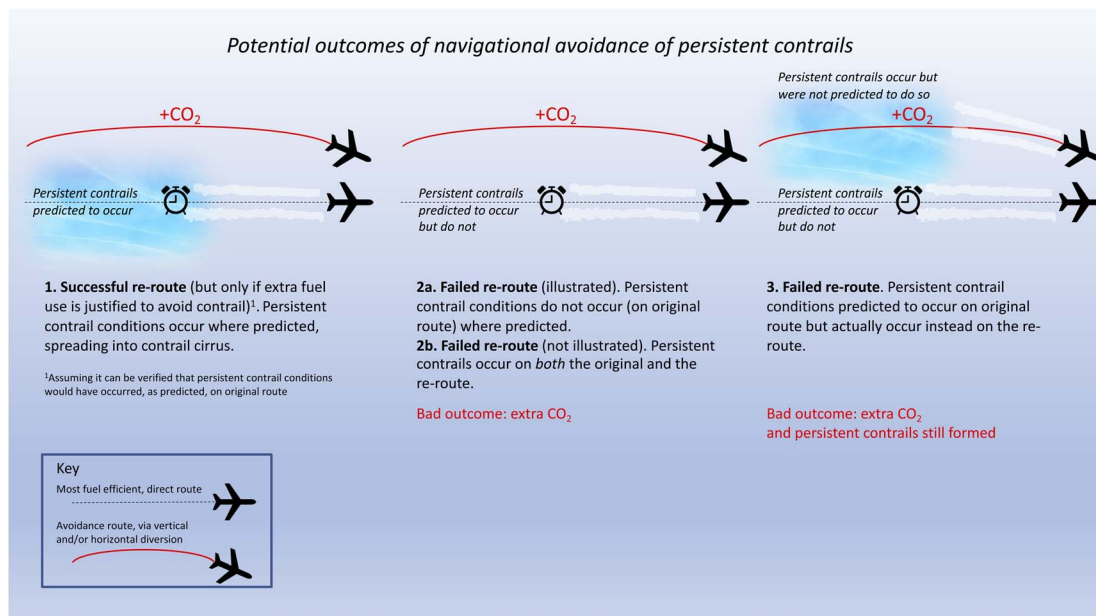 Potential outcomes of navigational avoidance of persistent contrails
+CO₂
Persistent contrails
predicted to occur
1. Successful re-route (but only if extra fuel
use is justified to avoid contrail)¹. Persistent
contrail conditions occur where predicted,
spreading into contrail cirrus.
¹Assuming it can be verified that persistent contrail conditions
would have occurred, as predicted, on original route
+CO₂
Persistent contrails
predicted to occur
but do not
2a. Failed re-route (illustrated). Persistent
contrail conditions do not occur (on original
route) where predicted.
2b. Failed re-route (not illustrated). Persistent
contrails occur on both the original and the
re-route.
Bad outcome: extra CO₂
Persistent contrails occur but
were not predicted to do so
+CO₂
Persistent contrails
predicted to occur
but do not
3. Failed re-route. Persistent contrail
conditions predicted to occur on original
route but actually occur instead on the re-
route.
Bad outcome: extra CO₂
and persistent contrails still formed
Key
Most fuel efficient, direct route
Avoidance route, via vertical
and/or horizontal diversion